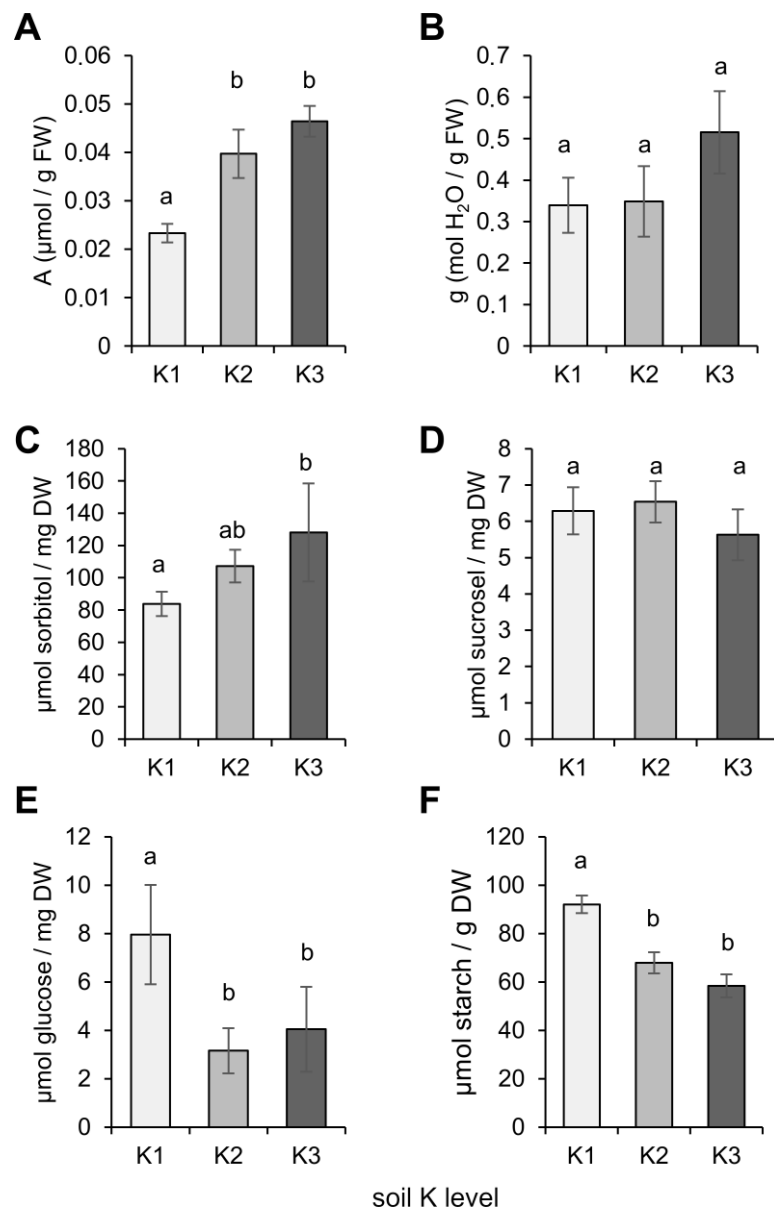 A
A (µmol / g FW)
0.06
0.05
0.04
0.03
0.02
0.01
0
a
b
b
K1
K2
K3
B
g (mol H₂O / g FW)
0.7
0.6
0.5
0.4
0.3
0.2
0.1
0
a
a
a
K1
K2
K3
C
µmol sorbitol / mg DW
180
160
140
120
100
80
60
40
20
0
a
ab
b
K1
K2
K3
D
µmol sucrosel / mg DW
8
7
6
5
4
3
2
1
0
a
a
a
K1
K2
K3
E
µmol glucose / mg DW
12
10
8
6
4
2
0
a
b
b
K1
K2
K3
F
µmol starch / g DW
120
100
80
60
40
20
0
a
b
b
K1
K2
K3
soil K level